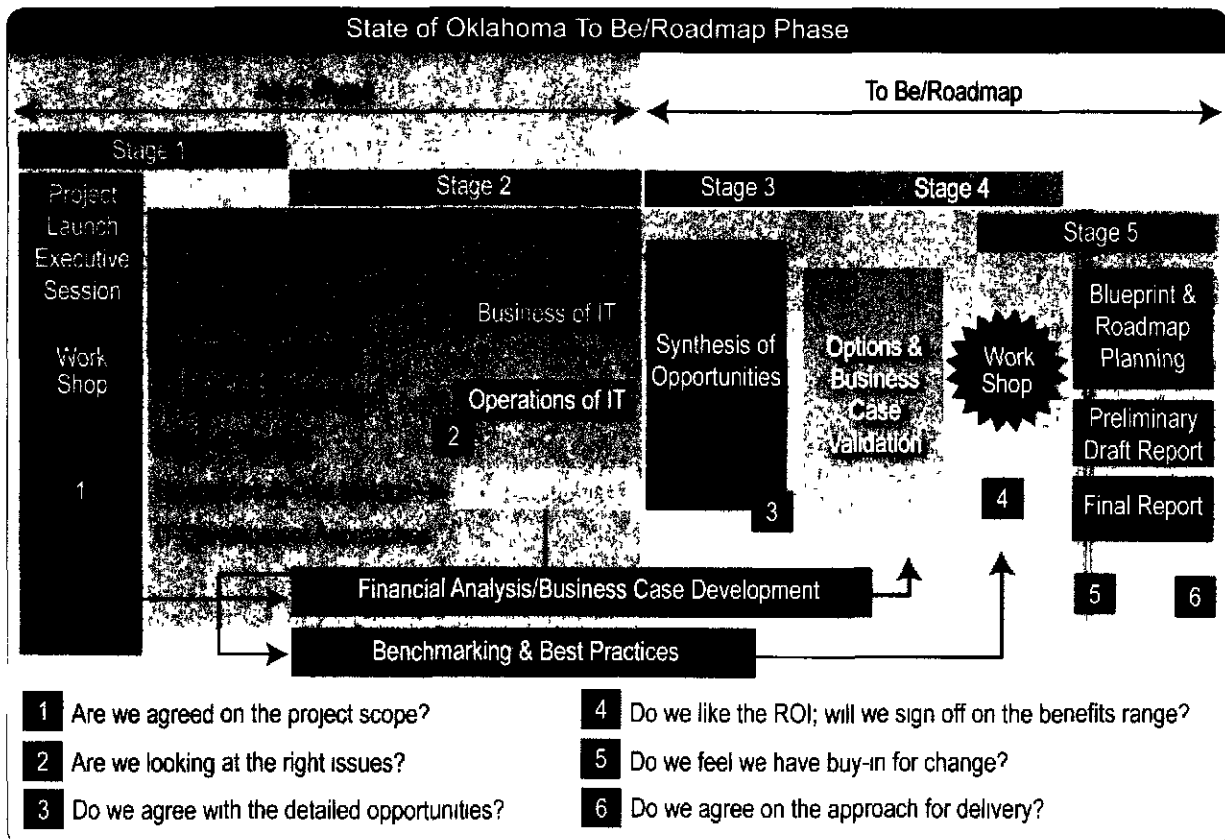 State of Oklahoma To Be/Roadmap Phase
To Be/Roadmap
Stage 1
Stage 2
Stage 3
Stage 4
Stage 5
Project
Launch
Executive
Session
Work
Shop
1
Business of IT
Operations of IT
2
Synthesis of
Opportunities
3
Options &
Business
Case
Validation
Work
Shop
4
Blueprint &
Roadmap
Planning
Preliminary
Draft Report
Final Report
5
6
Financial Analysis/Business Case Development
Benchmarking & Best Practices
1 Are we agreed on the project scope?
2 Are we looking at the right issues?
3 Do we agree with the detailed opportunities?
4 Do we like the ROI; will we sign off on the benefits range?
5 Do we feel we have buy-in for change?
6 Do we agree on the approach for delivery?